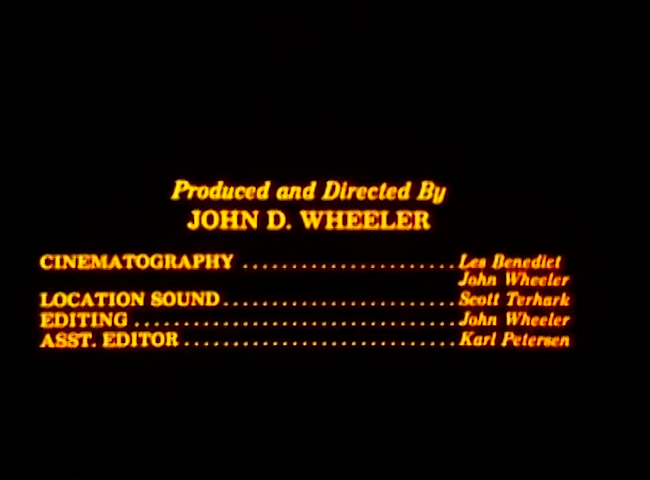 Produced and Directed By
JOHN D. WHEELER
CINEMATOGRAPHY ...................... Les Benedict
John Wheeler
LOCATION SOUND ........................ Scott Terhark
EDITING ................................. John Wheeler
ASST. EDITOR ............................ Karl Petersen